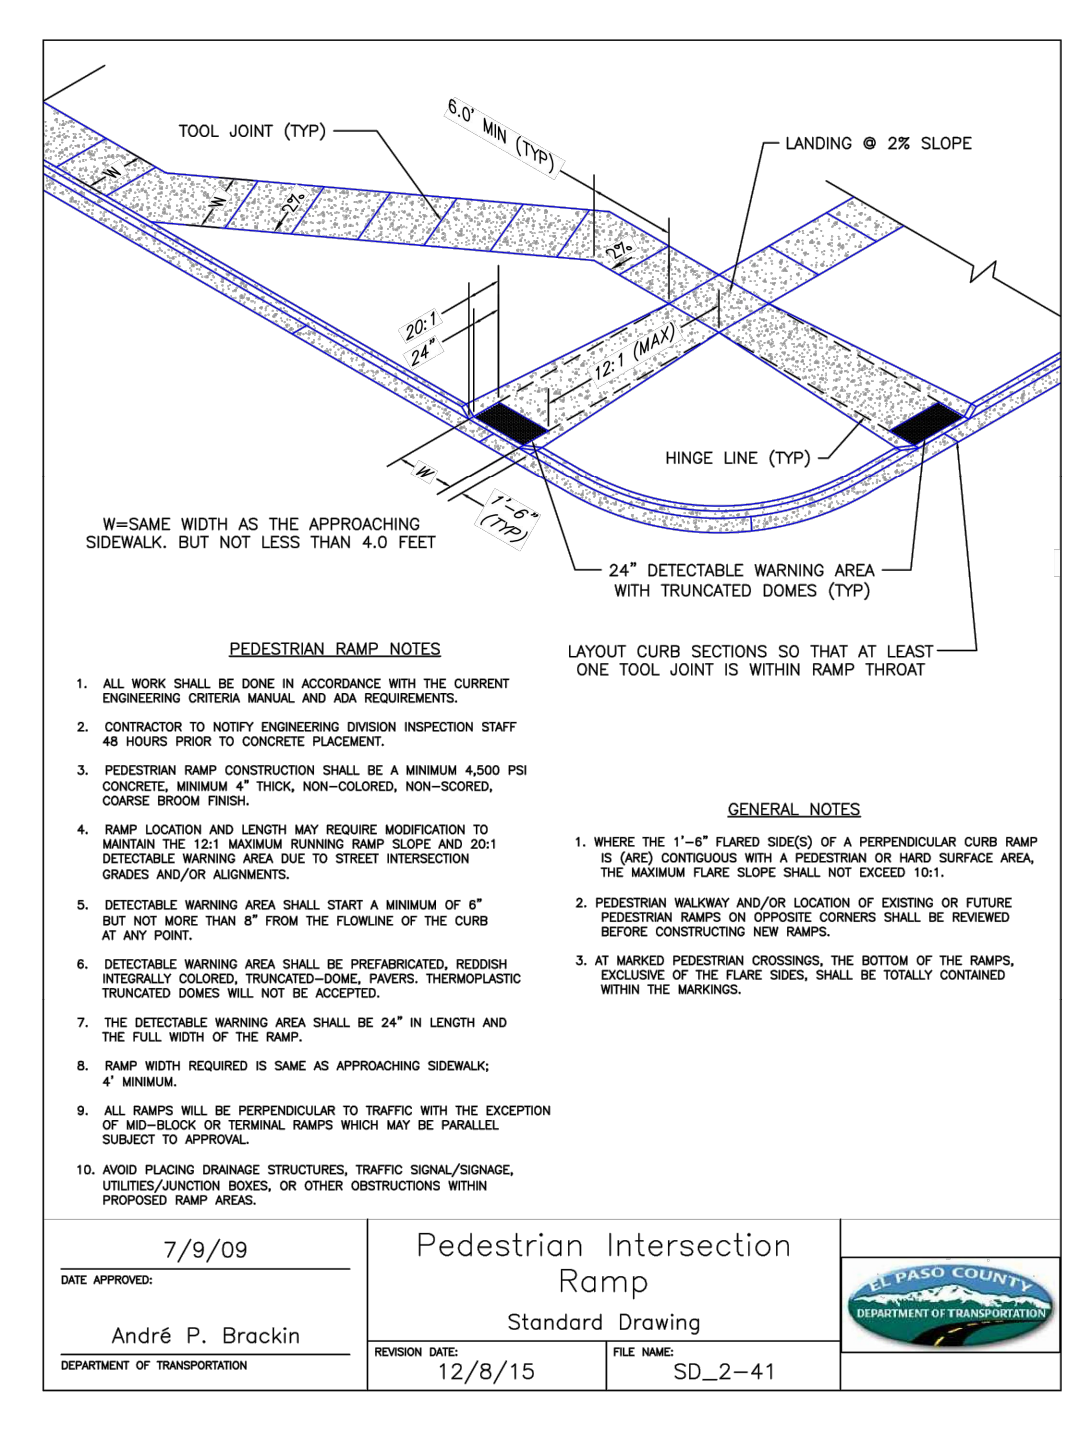 6.0' MIN (TYP)
TOOL JOINT (TYP)
LANDING @ 2% SLOPE
W
W
2%
2%
20:1
24"
12:1 (MAX)
HINGE LINE (TYP)
W
1'-6"
(TYP)
W=SAME WIDTH AS THE APPROACHING
SIDEWALK. BUT NOT LESS THAN 4.0 FEET
24" DETECTABLE WARNING AREA
WITH TRUNCATED DOMES (TYP)
LAYOUT CURB SECTIONS SO THAT AT LEAST
ONE TOOL JOINT IS WITHIN RAMP THROAT
PEDESTRIAN RAMP NOTES
1. ALL WORK SHALL BE DONE IN ACCORDANCE WITH THE CURRENT
ENGINEERING CRITERIA MANUAL AND ADA REQUIREMENTS.
2. CONTRACTOR TO NOTIFY ENGINEERING DIVISION INSPECTION STAFF
48 HOURS PRIOR TO CONCRETE PLACEMENT.
3. PEDESTRIAN RAMP CONSTRUCTION SHALL BE A MINIMUM 4,500 PSI
CONCRETE, MINIMUM 4" THICK, NON-COLORED, NON-SCORED,
COARSE BROOM FINISH.
4. RAMP LOCATION AND LENGTH MAY REQUIRE MODIFICATION TO
MAINTAIN THE 12:1 MAXIMUM RUNNING RAMP SLOPE AND 20:1
DETECTABLE WARNING AREA DUE TO STREET INTERSECTION
GRADES AND/OR ALIGNMENTS.
5. DETECTABLE WARNING AREA SHALL START A MINIMUM OF 6"
BUT NOT MORE THAN 8" FROM THE FLOWLINE OF THE CURB
AT ANY POINT.
6. DETECTABLE WARNING AREA SHALL BE PREFABRICATED, REDDISH
INTEGRALLY COLORED, TRUNCATED-DOME, PAVERS. THERMOPLASTIC
TRUNCATED DOMES WILL NOT BE ACCEPTED.
7. THE DETECTABLE WARNING AREA SHALL BE 24" IN LENGTH AND
THE FULL WIDTH OF THE RAMP.
8. RAMP WIDTH REQUIRED IS SAME AS APPROACHING SIDEWALK;
4' MINIMUM.
9. ALL RAMPS WILL BE PERPENDICULAR TO TRAFFIC WITH THE EXCEPTION
OF MID-BLOCK OR TERMINAL RAMPS WHICH MAY BE PARALLEL
SUBJECT TO APPROVAL.
10. AVOID PLACING DRAINAGE STRUCTURES, TRAFFIC SIGNAL/SIGNAGE,
UTILITIES/JUNCTION BOXES, OR OTHER OBSTRUCTIONS WITHIN
PROPOSED RAMP AREAS.
GENERAL NOTES
1. WHERE THE 1'-6" FLARED SIDE(S) OF A PERPENDICULAR CURB RAMP
IS (ARE) CONTIGUOUS WITH A PEDESTRIAN OR HARD SURFACE AREA,
THE MAXIMUM FLARE SLOPE SHALL NOT EXCEED 10:1.
2. PEDESTRIAN WALKWAY AND/OR LOCATION OF EXISTING OR FUTURE
PEDESTRIAN RAMPS ON OPPOSITE CORNERS SHALL BE REVIEWED
BEFORE CONSTRUCTING NEW RAMPS.
3. AT MARKED PEDESTRIAN CROSSINGS, THE BOTTOM OF THE RAMPS,
EXCLUSIVE OF THE FLARE SIDES, SHALL BE TOTALLY CONTAINED
WITHIN THE MARKINGS.
7/9/09
DATE APPROVED:
André P. Brackin
DEPARTMENT OF TRANSPORTATION
Pedestrian Intersection
Ramp
Standard Drawing
REVISION DATE:
12/8/15
FILE NAME:
SD_2-41
EL PASO COUNTY
DEPARTMENT OF TRANSPORTATION